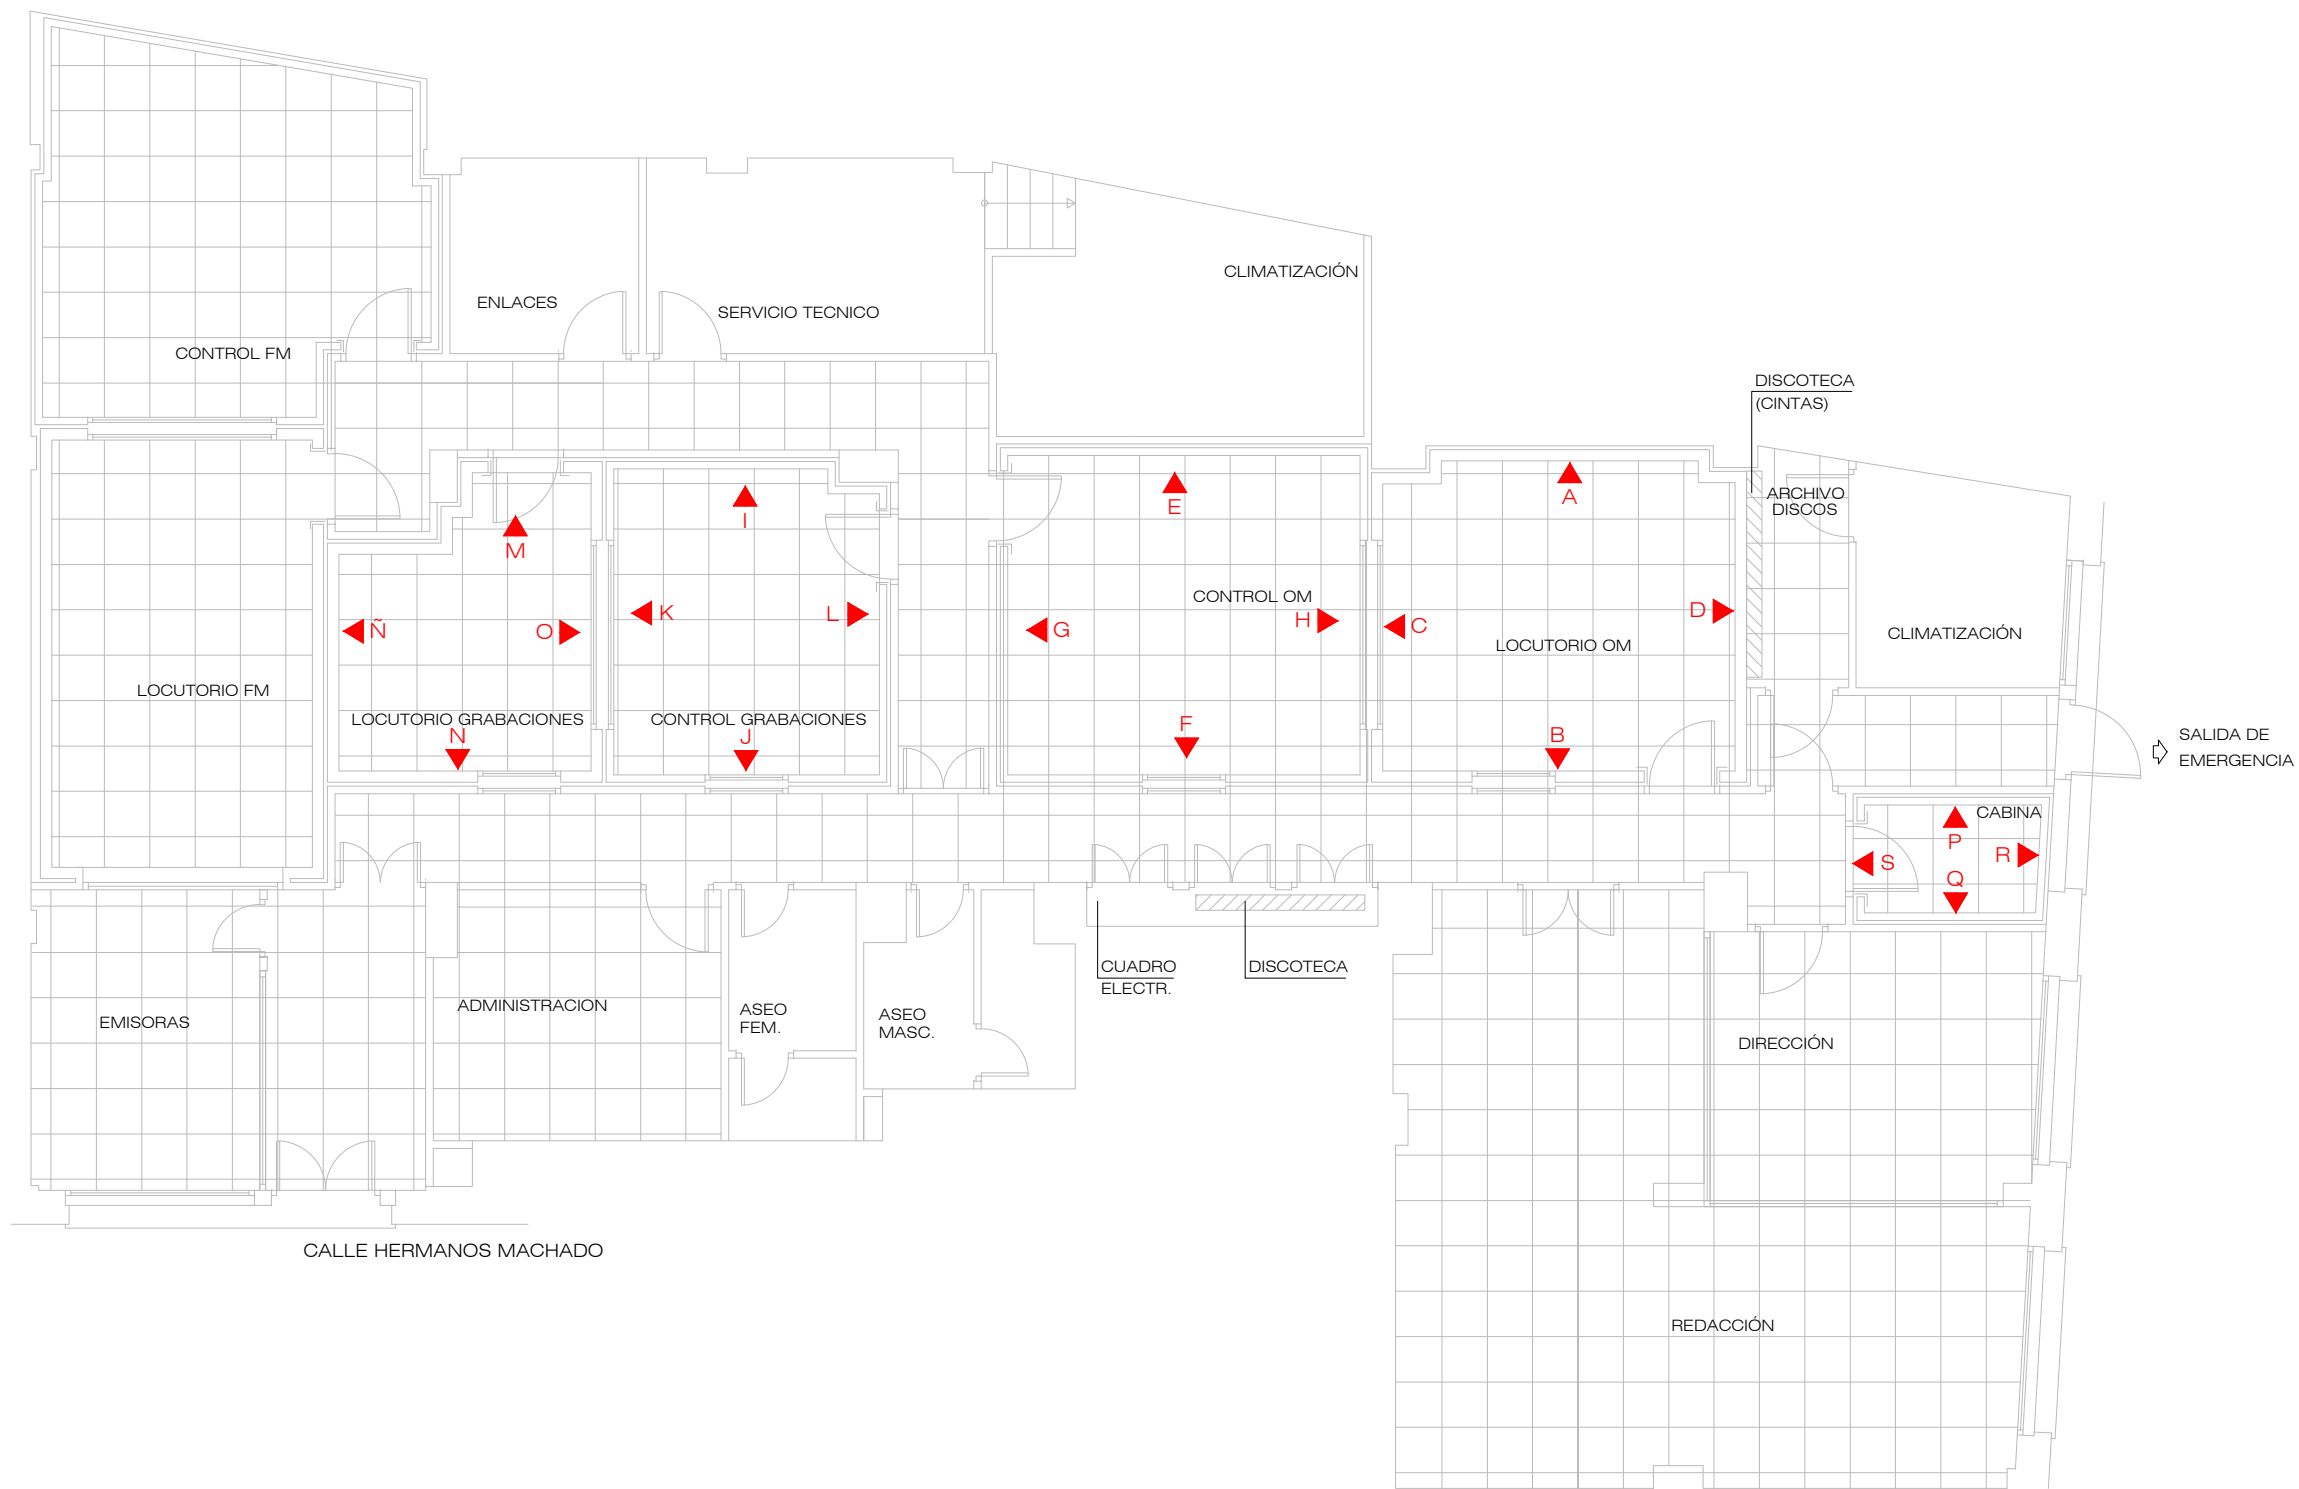 CLIMATIZACIÓN
ENLACES
SERVICIO TECNICO
CONTROL FM
DISCOTECA
(CINTAS)
A
I
E
ARCHIVO
DISCOS
M
CONTROL OM
Ñ
O
K
L
G
H
C
D
CLIMATIZACIÓN
LOCUTORIO OM
LOCUTORIO FM
LOCUTORIO GRABACIONES
CONTROL GRABACIONES
N
J
F
B
SALIDA DE
EMERGENCIA
CABINA
P
S
R
Q
CUADRO
ELECTR.
DISCOTECA
ADMINISTRACION
ASEO
FEM.
ASEO
MASC.
EMISORAS
DIRECCIÓN
CALLE HERMANOS MACHADO
REDACCIÓN